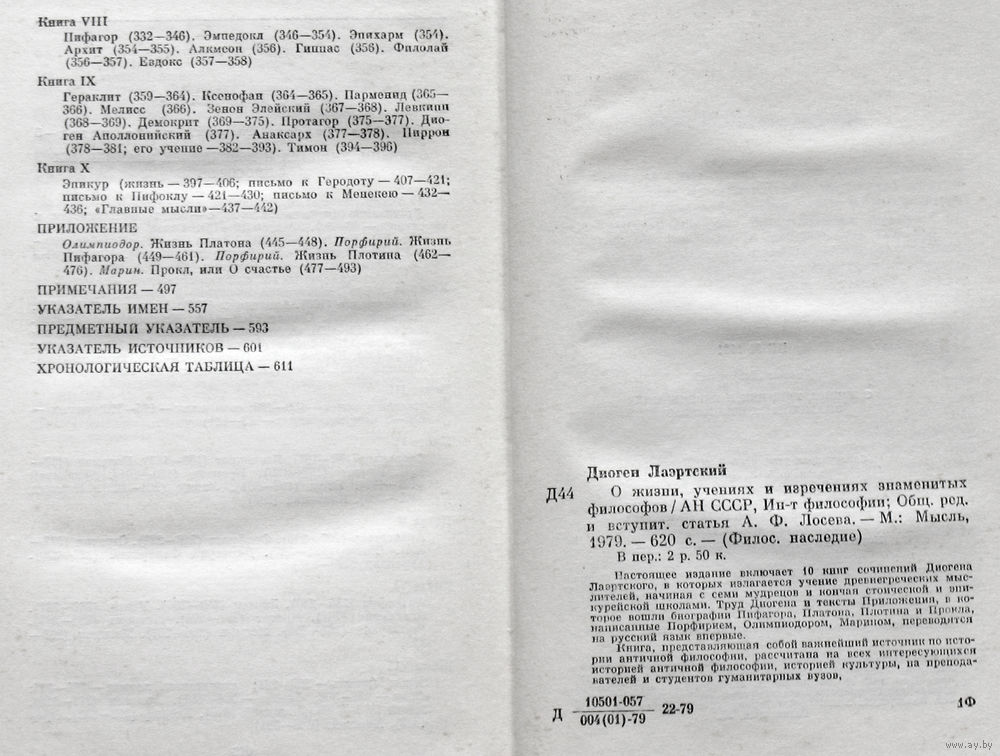 Книга VIII
Пифагор (332—346). Эмпедокл (346—354). Эпихарм (354).
Архит (354—355). Алкмеон (356). Гиппас (356). Филолай
(356—357). Евдокс (357—358)
Книга IX
Гераклит (359—364). Ксенофан (364—365). Парменид (365—
366). Мелисс (366). Зенон Элейский (367—368). Левкипп
(368—369). Демокрит (369—375). Протагор (375—377). Дио-
ген Аполлонийский (377). Анаксарх (377—378). Пиррон
(378—381; его учение —382—393). Тимон (394—396)
Книга X
Эпикур (жизнь — 397—406; письмо к Геродоту — 407—421;
письмо к Пифоклу — 421—430; письмо к Менекею — 432—
436; «Главные мысли»—437—442)
ПРИЛОЖЕНИЕ
Олимпиодор. Жизнь Платона (445—448). Порфирий. Жизнь
Пифагора (449—461). Порфирий. Жизнь Плотина (462—
476). Марин. Прокл, или О счастье (477—493)
ПРИМЕЧАНИЯ — 497
УКАЗАТЕЛЬ ИМЕН — 557
ПРЕДМЕТНЫЙ УКАЗАТЕЛЬ — 593
УКАЗАТЕЛЬ ИСТОЧНИКОВ — 601
ХРОНОЛОГИЧЕСКАЯ ТАБЛИЦА — 611
Диоген Лаэртский
Д44 О жизни, учениях и изречениях знаменитых
философов / АН СССР, Ин-т философии; Общ. ред.
и вступит. статья А. Ф. Лосева. — М.: Мысль,
1979. — 620 с. — (Филос. наследие)
В пер.: 2 р. 50 к.
Настоящее издание включает 10 книг сочинений Диогена
Лаэртского, в которых излагается учение древнегреческих мыс-
лителей, начиная с семи мудрецов и кончая стоической и эпи-
курейской школами. Труд Диогена и тексты Приложения, в ко-
торое вошли биографии Пифагора, Платона, Плотина и Прокла,
написанные Порфирием, Олимпиодором, Марином, переводятся
на русский язык впервые.
Книга, представляющая собой важнейший источник по исто-
рии античной философии, рассчитана на всех интересующихся
историей античной философии, историей культуры, на препода-
вателей и студентов гуманитарных вузов,
Д 10501-057
004(01)-79 22-79 1Ф
www.ay.by